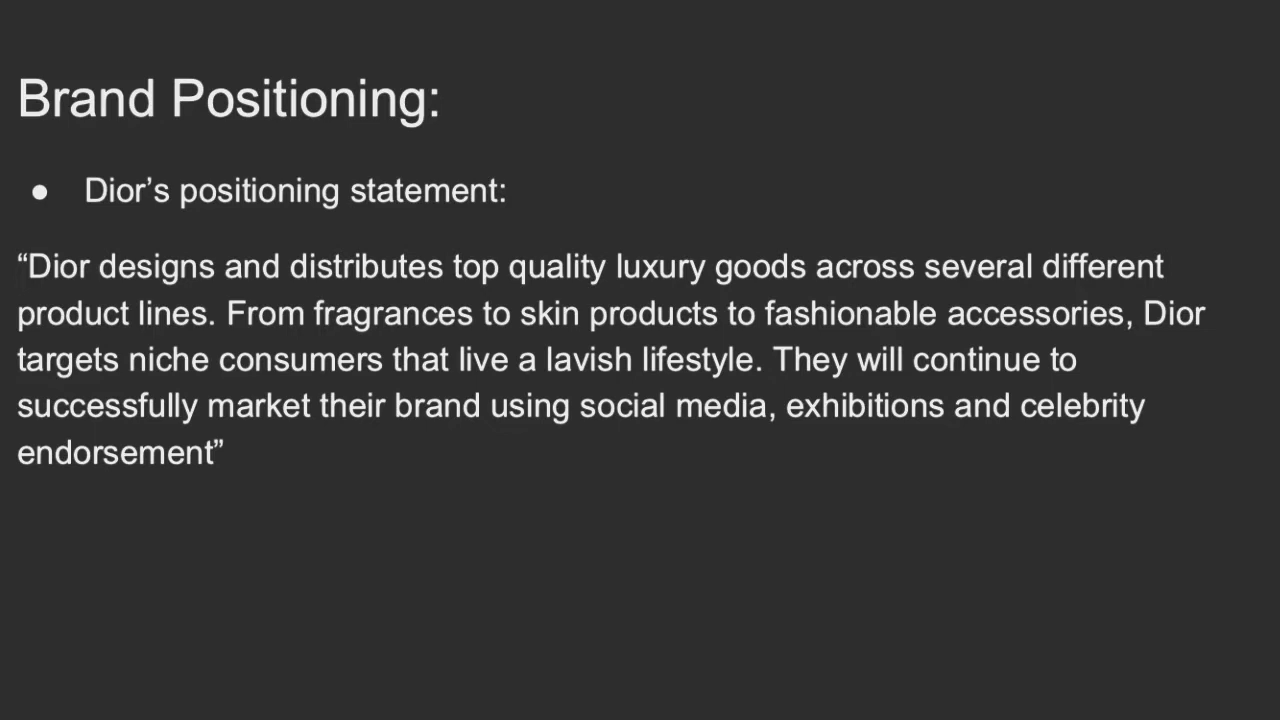 Brand Positioning:
● Dior’s positioning statement:
“Dior designs and distributes top quality luxury goods across several different
product lines. From fragrances to skin products to fashionable accessories, Dior
targets niche consumers that live a lavish lifestyle. They will continue to
successfully market their brand using social media, exhibitions and celebrity
endorsement”